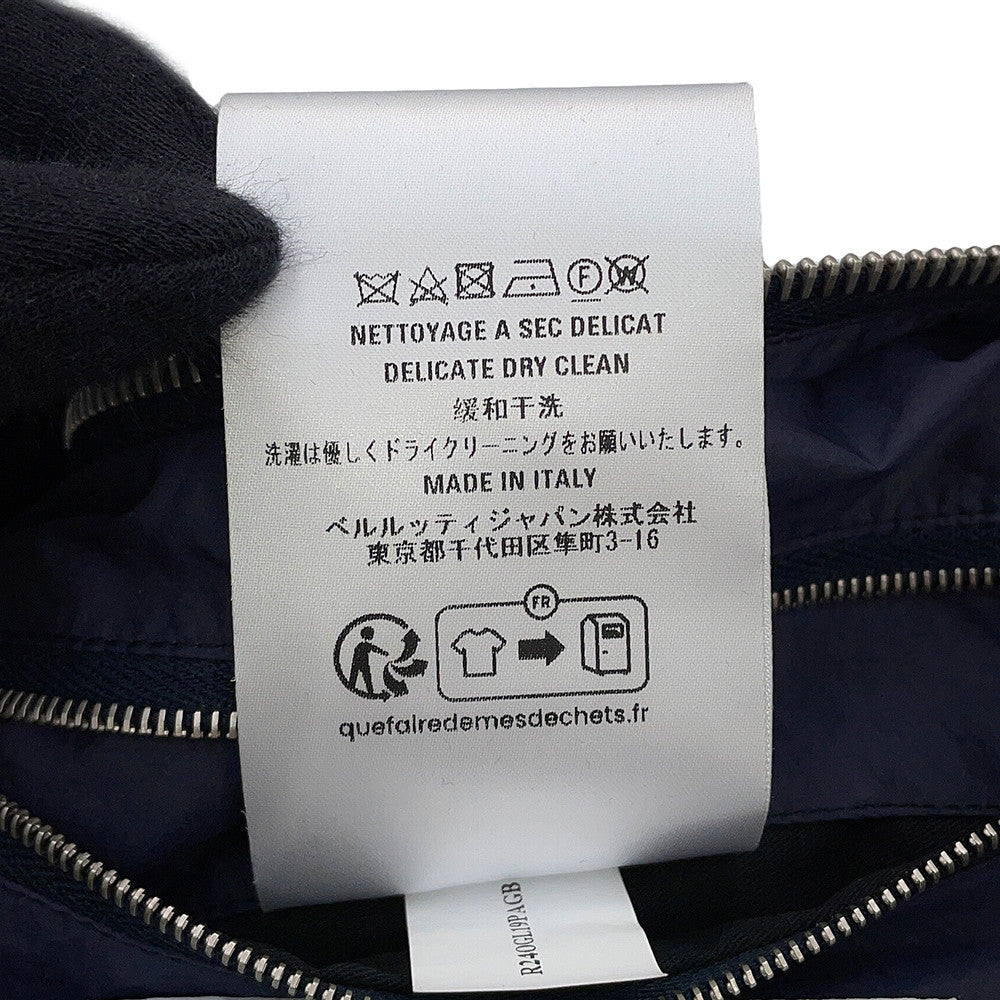 F W
NETTOYAGE A SEC DELICAT
DELICATE DRY CLEAN
缓和干洗
洗濯は優しくドライクリーニングをお願いいたします。
MADE IN ITALY
ベルルッティジャパン株式会社
東京都千代田区隼町3-16
FR
quefairedemesdechets.fr
R240GL19PAGB